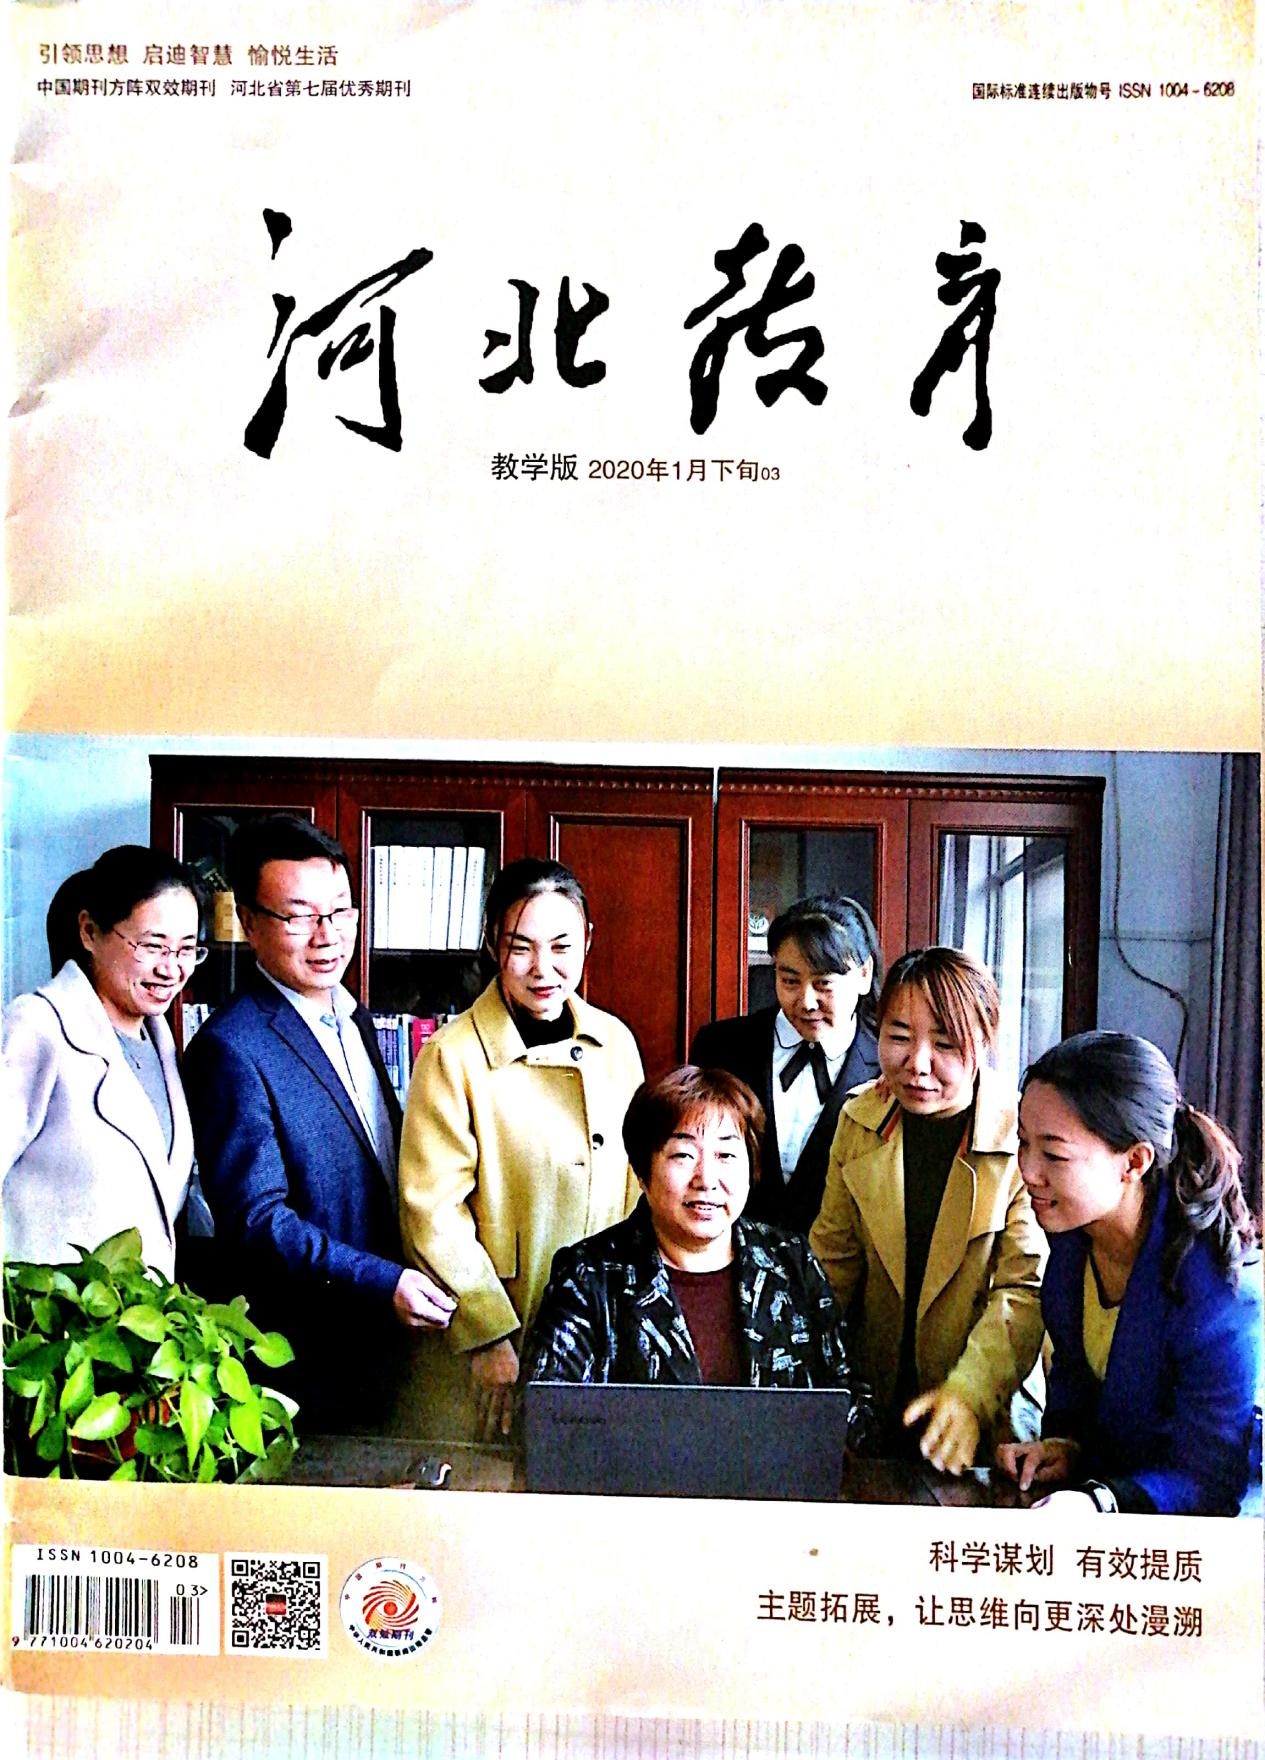 引领思想 启迪智慧 愉悦生活
中国期刊方阵双效期刊 河北省第七届优秀期刊
国际标准连续出版物号 ISSN 1004-6208
河北教育
教学版 2020年1月下旬03
Lenovo
科学谋划 有效提质
主题拓展，让思维向更深处漫溯
ISSN 1004-6208
03>
9 771004 620204
双效期刊